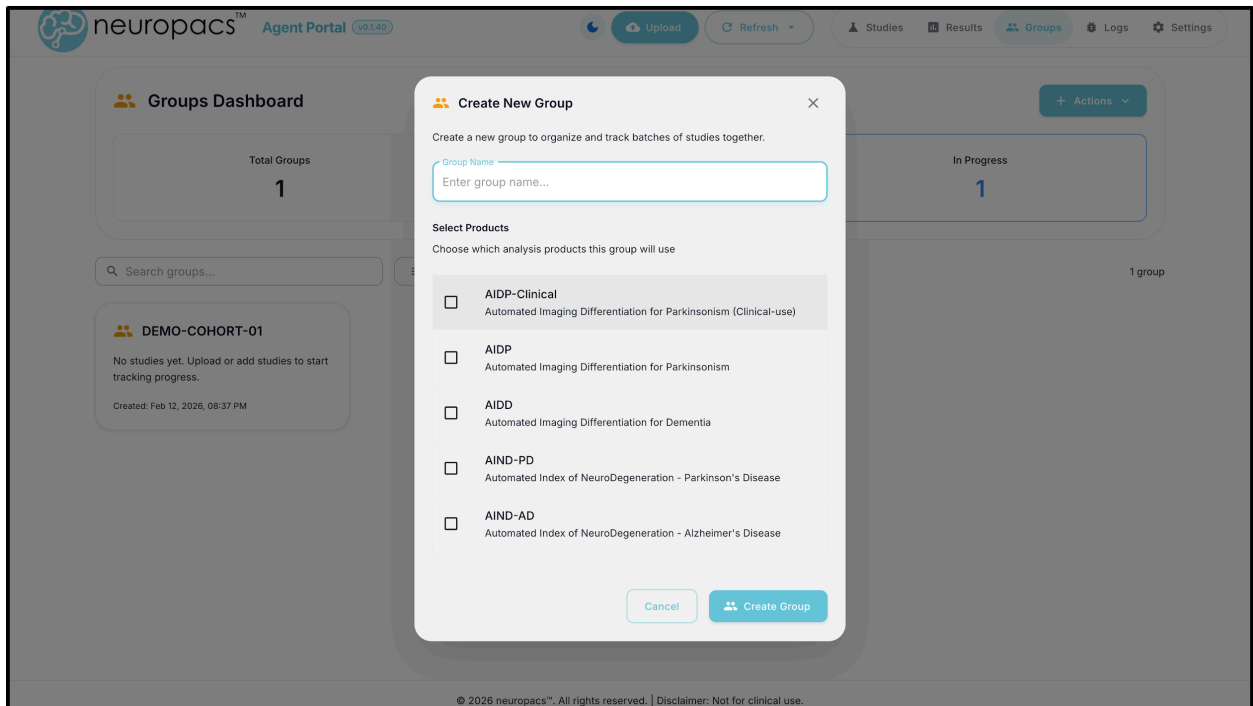 neuropacs™ Agent Portal v0.1.40 Upload Refresh Studies Results Groups Logs Settings
Groups Dashboard
Actions
Total Groups
1
In Progress
1
Search groups...
1 group
DEMO-COHORT-01
No studies yet. Upload or add studies to start
tracking progress.
Created: Feb 12, 2026, 08:37 PM
Create New Group
Create a new group to organize and track batches of studies together.
Group Name
Enter group name...
Select Products
Choose which analysis products this group will use
AIDP-Clinical
Automated Imaging Differentiation for Parkinsonism (Clinical-use)
AIDP
Automated Imaging Differentiation for Parkinsonism
AIDD
Automated Imaging Differentiation for Dementia
AIND-PD
Automated Index of NeuroDegeneration - Parkinson's Disease
AIND-AD
Automated Index of NeuroDegeneration - Alzheimer's Disease
Cancel
Create Group
© 2026 neuropacs™. All rights reserved. | Disclaimer: Not for clinical use.